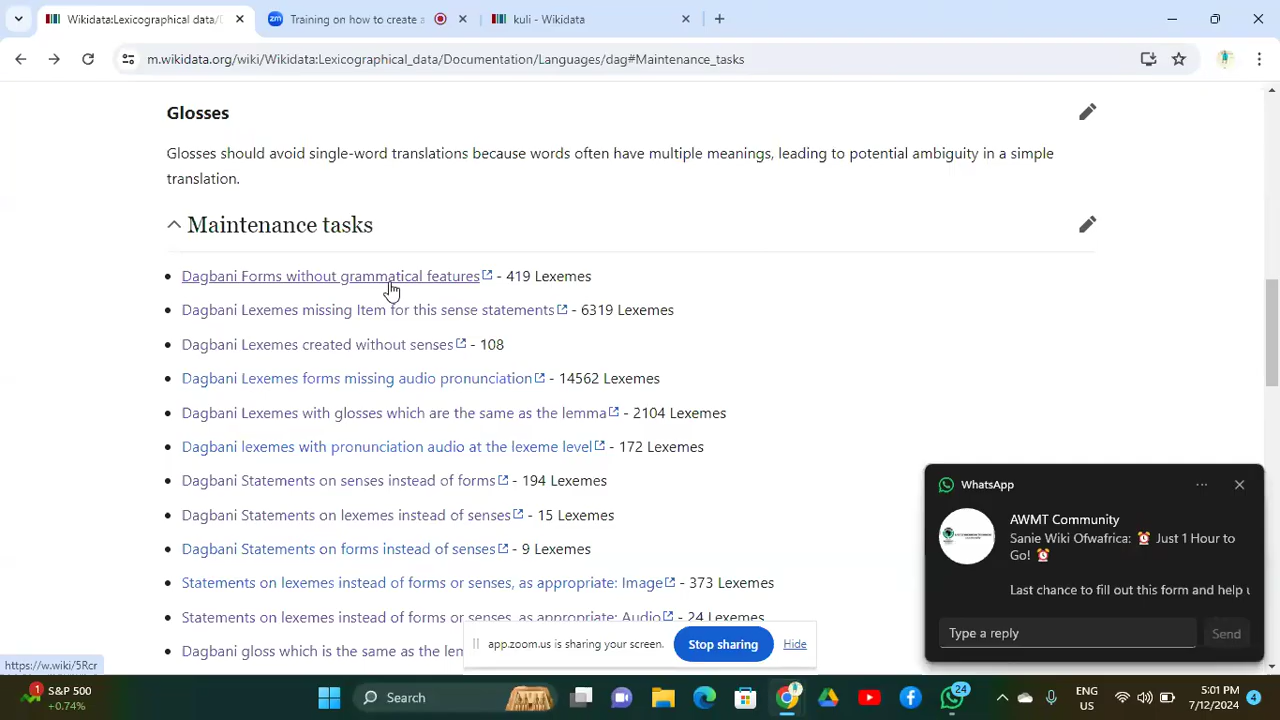 Wikidata:Lexicographical data/D
Training on how to create a
kuli - Wikidata
m.wikidata.org/wiki/Wikidata:Lexicographical_data/Documentation/Languages/dag#Maintenance_tasks
Glosses
Glosses should avoid single-word translations because words often have multiple meanings, leading to potential ambiguity in a simple
translation.
Maintenance tasks
Dagbani Forms without grammatical features - 419 Lexemes
Dagbani Lexemes missing Item for this sense statements - 6319 Lexemes
Dagbani Lexemes created without senses - 108
Dagbani Lexemes forms missing audio pronunciation - 14562 Lexemes
Dagbani Lexemes with glosses which are the same as the lemma - 2104 Lexemes
Dagbani lexemes with pronunciation audio at the lexeme level - 172 Lexemes
Dagbani Statements on senses instead of forms - 194 Lexemes
Dagbani Statements on lexemes instead of senses - 15 Lexemes
Dagbani Statements on forms instead of senses - 9 Lexemes
Statements on lexemes instead of forms or senses, as appropriate: Image - 373 Lexemes
Statements on lexemes instead of forms or senses, as appropriate: Audio - 24 Lexemes
Dagbani gloss which is the same as the len
WhatsApp
AWMT Community
Sanie Wiki Ofwafrica: ⏰ Just 1 Hour to
Go! ⏰
Last chance to fill out this form and help u
Type a reply
Send
zm
app.zoom.us is sharing your screen.
Stop sharing
Hide
https://w.wiki/5Rcr
1
S&P 500
+0.74%
Search
24
ENG
US
5:01 PM
7/12/2024
4